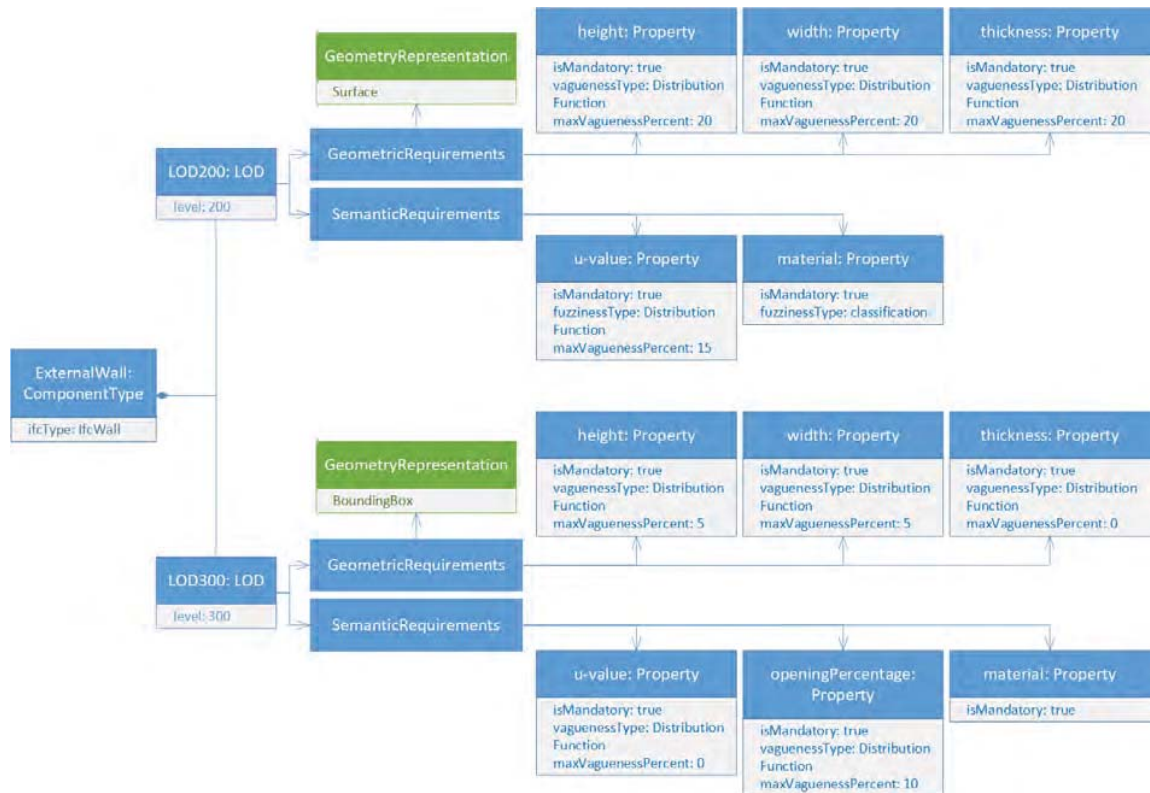 height: Property
isMandatory: true
vaguenessType: Distribution
Function
maxVaguenessPercent: 20
width: Property
isMandatory: true
vaguenessType: Distribution
Function
maxVaguenessPercent: 20
thickness: Property
isMandatory: true
vaguenessType: Distribution
Function
maxVaguenessPercent: 20
GeometryRepresentation
Surface
GeometricRequirements
LOD200: LOD
level: 200
SemanticRequirements
u-value: Property
isMandatory: true
fuzzinessType: Distribution
Function
maxVaguenessPercent: 15
material: Property
isMandatory: true
fuzzinessType: classification
ExternalWall:
ComponentType
ifcType: IfcWall
height: Property
isMandatory: true
vaguenessType: Distribution
Function
maxVaguenessPercent: 5
width: Property
isMandatory: true
vaguenessType: Distribution
Function
maxVaguenessPercent: 5
thickness: Property
isMandatory: true
vaguenessType: Distribution
Function
maxVaguenessPercent: 0
GeometryRepresentation
BoundingBox
GeometricRequirements
LOD300: LOD
level: 300
SemanticRequirements
u-value: Property
isMandatory: true
vaguenessType: Distribution
Function
maxVaguenessPercent: 0
openingPercentage:
Property
isMandatory: true
vaguenessType: Distribution
Function
maxVaguenessPercent: 10
material: Property
isMandatory: true